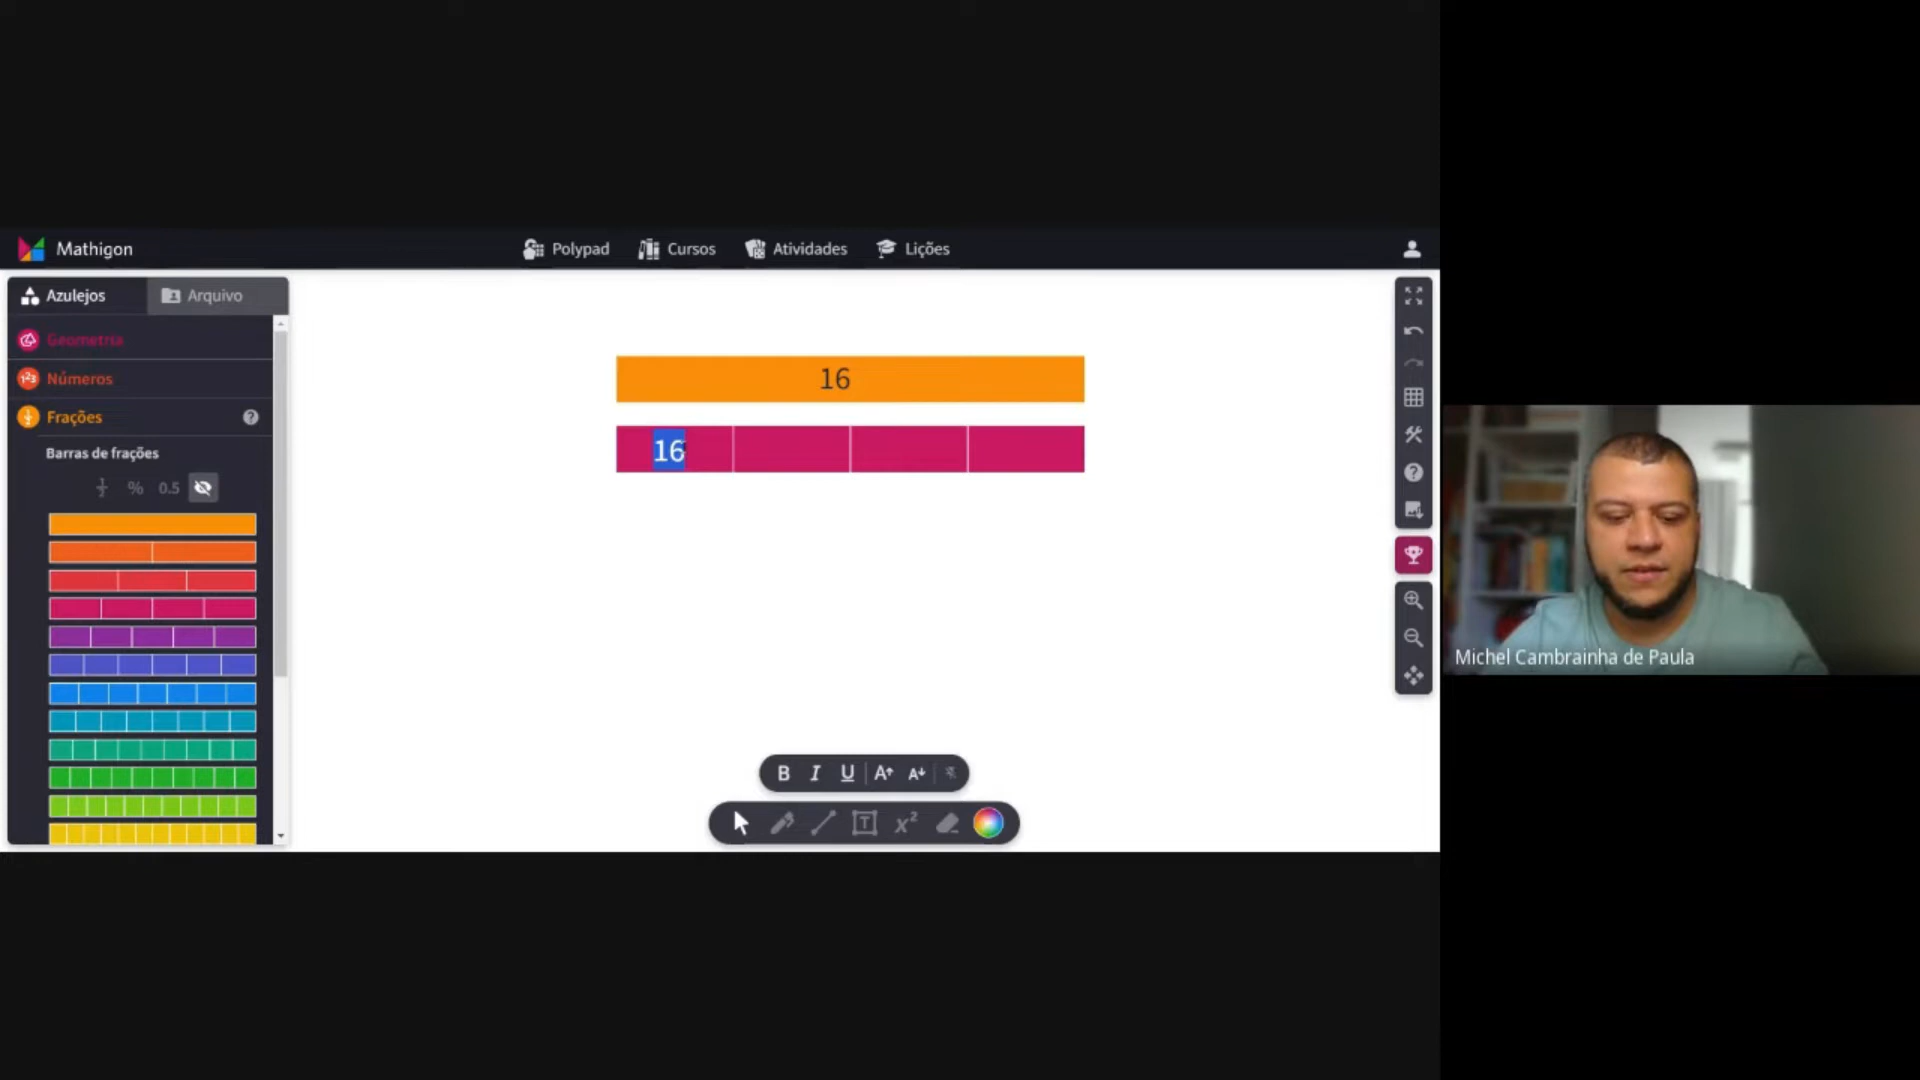 Mathigon
Polypad
Cursos
Atividades
Lições
Azulejos
Arquivo
Geometria
Números
Frações
Barras de frações
% 0.5
16
16
B I U A A
T x²
Michel Cambrainha de Paula